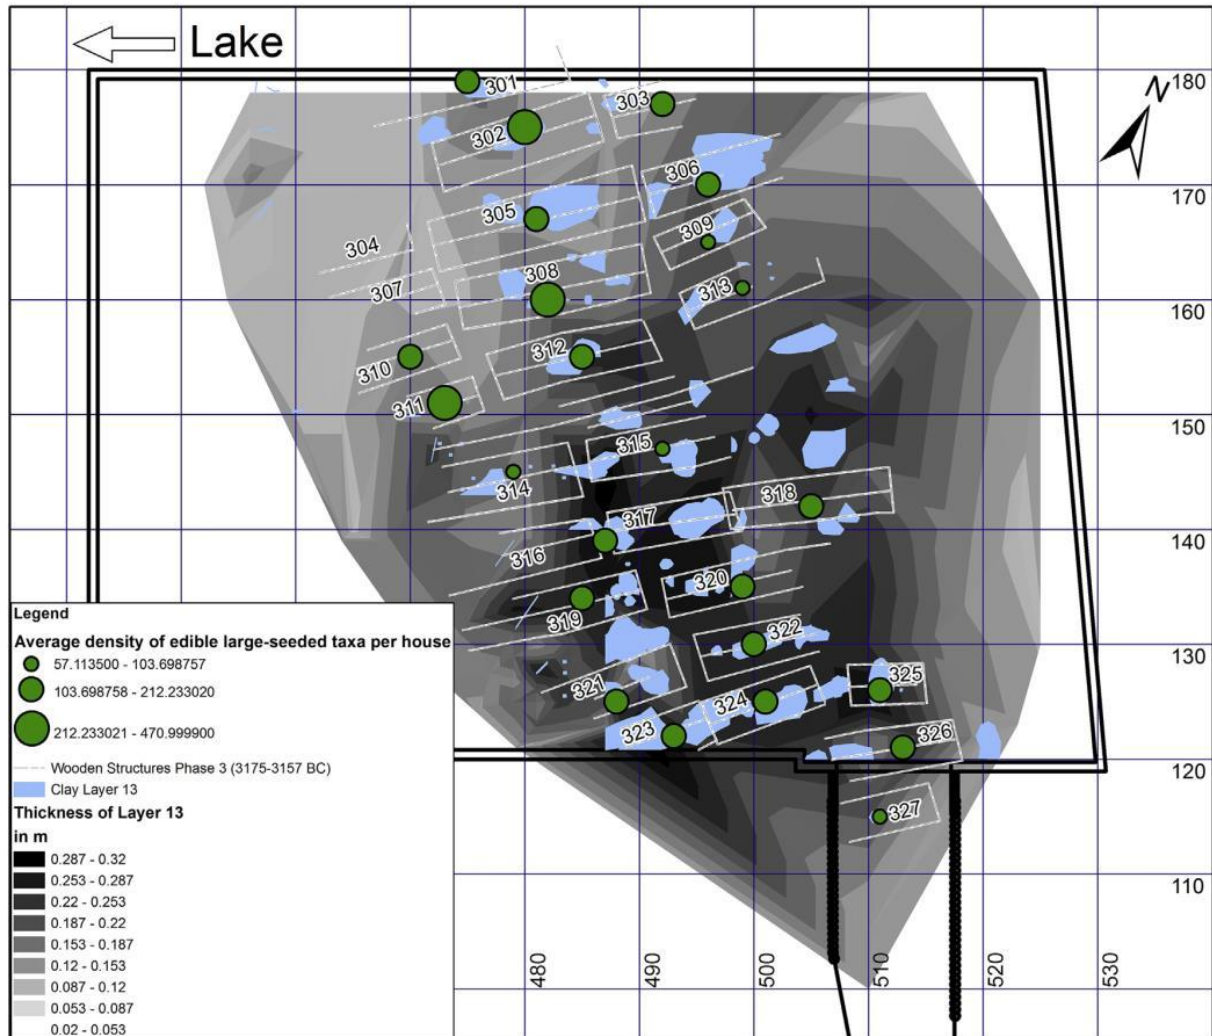 Lake
N
180
301
303
302
306
170
305
309
304
308
307
313
160
312
310
311
150
315
314
318
317
140
316
320
319
322
130
325
321
324
323
326
120
327
110
480
490
500
510
520
530
Legend
Average density of edible large-seeded taxa per house
57.113500 - 103.698757
103.698758 - 212.233020
212.233021 - 470.999900
Wooden Structures Phase 3 (3175-3157 BC)
Clay Layer 13
Thickness of Layer 13
in m
0.287 - 0.32
0.253 - 0.287
0.22 - 0.253
0.187 - 0.22
0.153 - 0.187
0.12 - 0.153
0.087 - 0.12
0.053 - 0.087
0.02 - 0.053